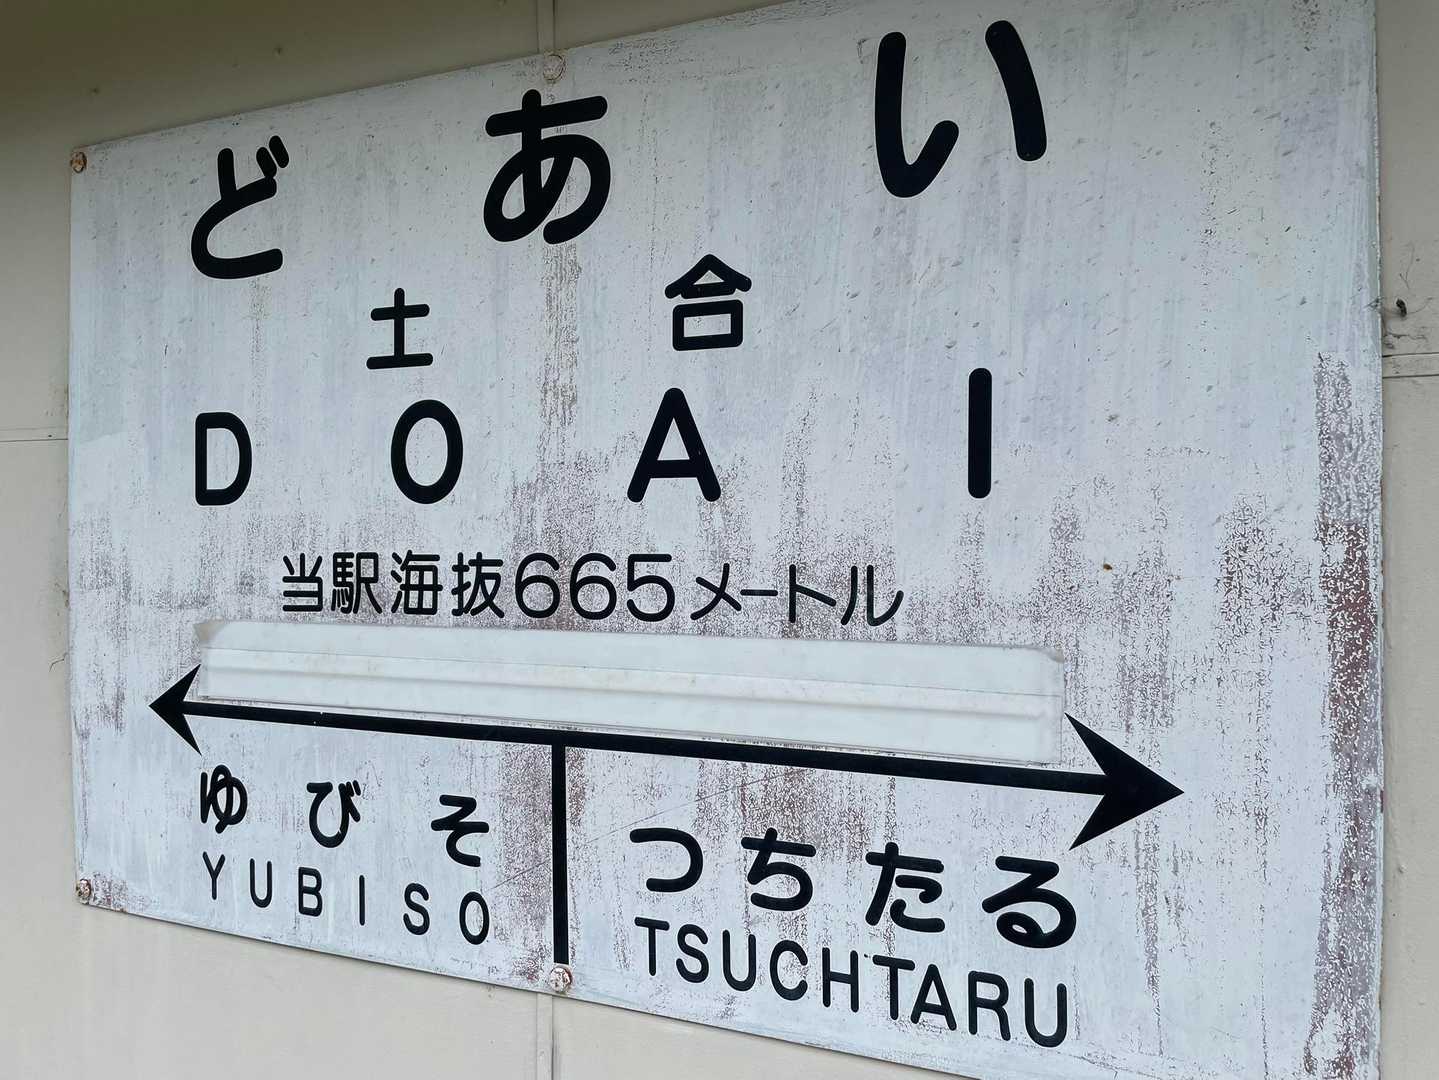 どあい
土合
DOAI
当駅海抜665メートル
ゆびそ
YUBISO
つちたる
TSUCHTARU